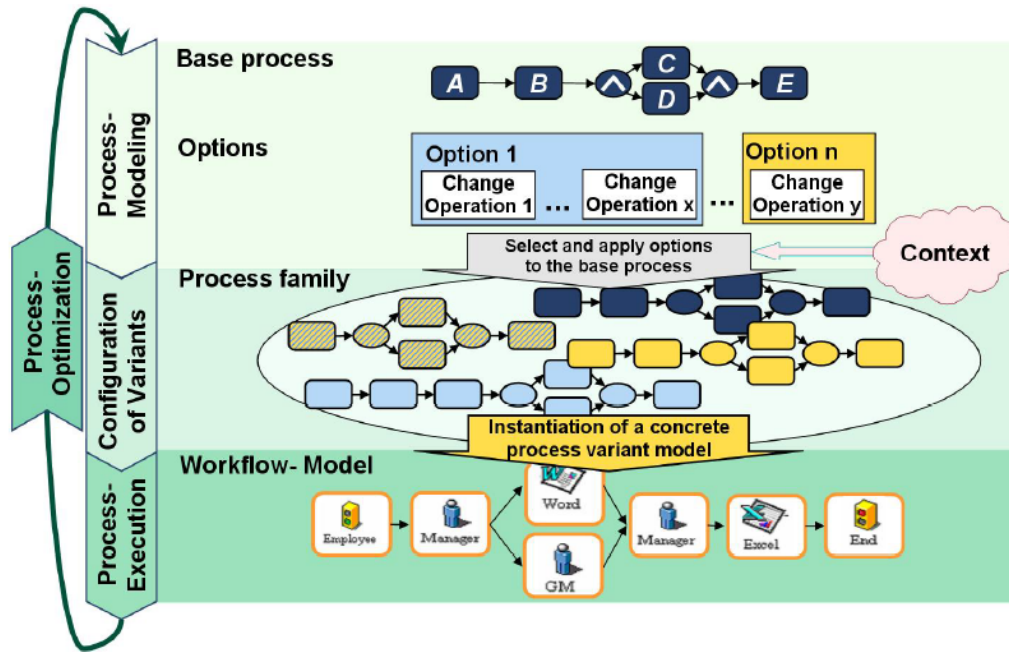 Base process
A
B
C
D
E
Options
Option 1
Change
Operation 1
...
Change
Operation x
...
Option n
Change
Operation y
Select and apply options
to the base process
Context
Process family
Instantiation of a concrete
process variant model
Workflow- Model
Employee
Manager
Word
GM
Manager
Excel
End
Process-
Optimization
Process-
Modeling
Configuration
of Variants
Process-
Execution